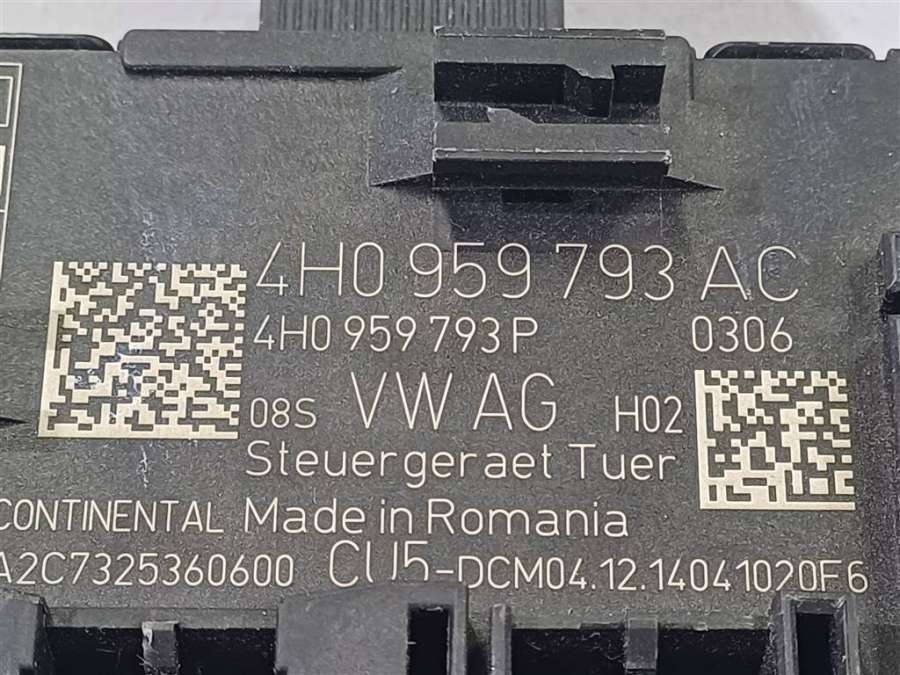 4H0 959 793 AC
4H0 959 793P 0306
08S VW AG H02
Steuergeraet Tuer
CONTINENTAL Made in Romania
A2C7325360600 CU5-DCM04.12.14041020F6